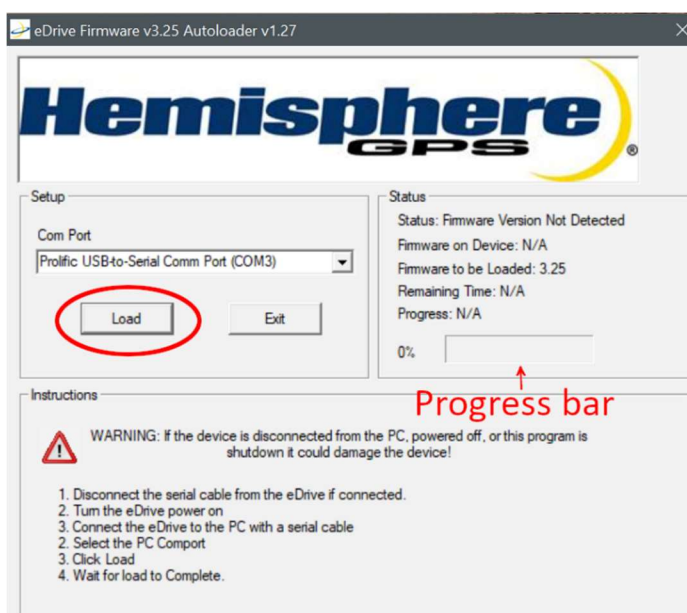 eDrive Firmware v3.25 Autoloader v1.27
Hemisphere
GPS
®
Setup
Com Port
Prolific USB-to-Serial Comm Port (COM3)
Load
Exit
Status
Status: Firmware Version Not Detected
Firmware on Device: N/A
Firmware to be Loaded: 3.25
Remaining Time: N/A
Progress: N/A
0%
Progress bar
Instructions
WARNING: If the device is disconnected from the PC, powered off, or this program is
shutdown it could damage the device!
1. Disconnect the serial cable from the eDrive if connected.
2. Turn the eDrive power on
3. Connect the eDrive to the PC with a serial cable
2. Select the PC Comport
3. Click Load
4. Wait for load to Complete.